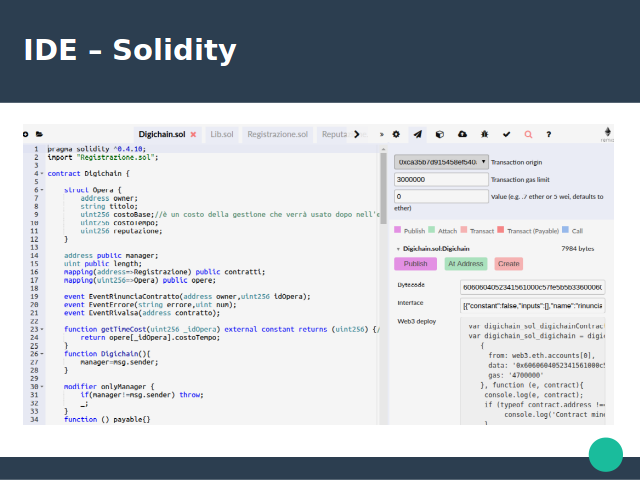 IDE – Solidity
Digichain.sol × Lib.sol Registrazione.sol Reputa
1 pragma solidity ^0.4.10;
2 import "Registrazione.sol";
3
4 contract Digichain {
5
6 struct Opera {
7 address owner;
8 string titolo;
9 uint256 costoBase;//è un costo della gestione che verrà usato dopo nell'e
10 uint256 costoTempo;
11 uint256 reputazione;
12 }
13
14 address public manager;
15 uint public length;
16 mapping(address=>Registrazione) public contratti;
17 mapping(uint256=>Opera) public opere;
18
19 event EventRinunciaContratto(address owner,uint256 idOpera);
20 event EventErrore(string errore,uint num);
21 event EventRivalsa(address contratto);
22
23 function getTimeCost(uint256 _idOpera) external constant returns (uint256) {/
24 return opere[_idOpera].costoTempo;
25 }
26 function Digichain(){
27 manager=msg.sender;
28 }
29
30 modifier onlyManager {
31 if(manager!=msg.sender) throw;
32 _;
33 }
34 function () payable{}
Transaction origin
3000000 Transaction gas limit
0 Value (e.g. .7 ether or 5 wei, defaults to
ether)
Publish Attach Transact Transact (Payable) Call
Digichain.sol:Digichain 7984 bytes
Publish At Address Create
Bytecode
Interface [{"constant":false,"inputs":[],"name":"rinuncia
Web3 deploy var digichain_sol_digichainContrac
var digichain_sol_digichain = digic
{
from: web3.eth.accounts[0],
data: '0x6060604052341561000c5
gas: '4700000'
}, function (e, contract){
console.log(e, contract);
if (typeof contract.address !==
console.log('Contract mine